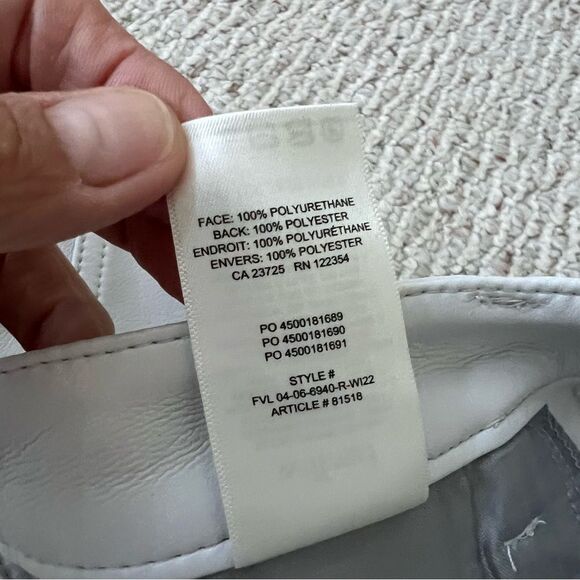 FACE: 100% POLYURETHANE
BACK: 100% POLYESTER
ENDROIT: 100% POLYURÉTHANE
ENVERS: 100% POLYESTER
CA 23725 RN 122354
PO 4500181689
PO 4500181690
PO 4500181691
STYLE #
FVL 04-06-6940-R-WI22
ARTICLE # 81518